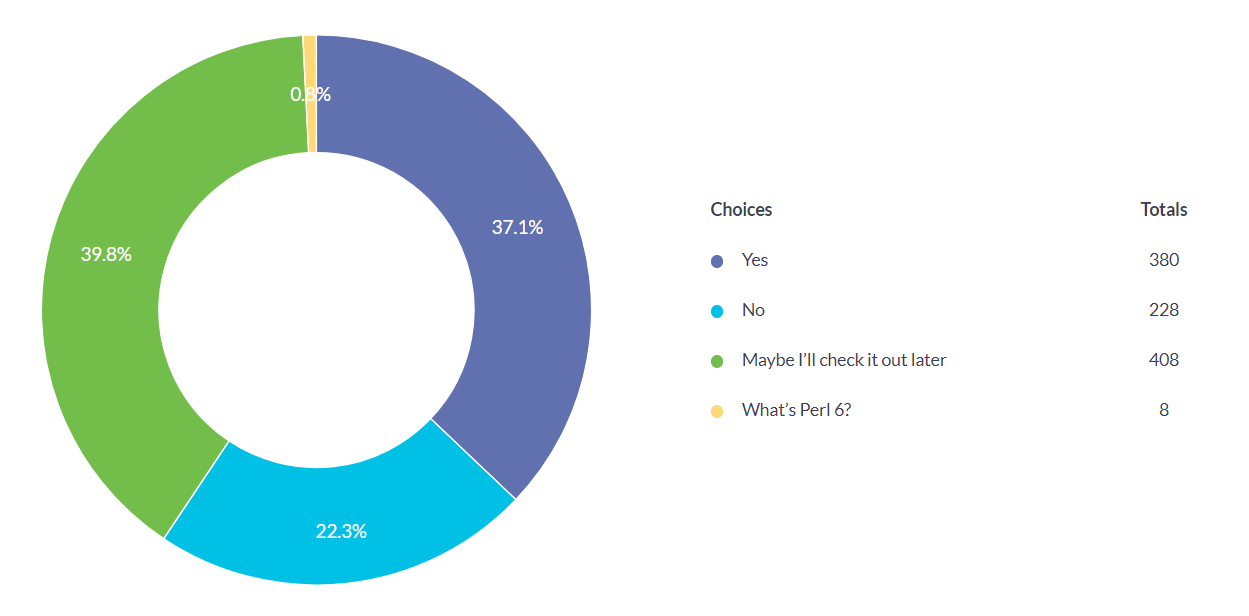 0.8%
37.1%
39.8%
22.3%
Choices Totals
Yes 380
No 228
Maybe I’ll check it out later 408
What’s Perl 6? 8